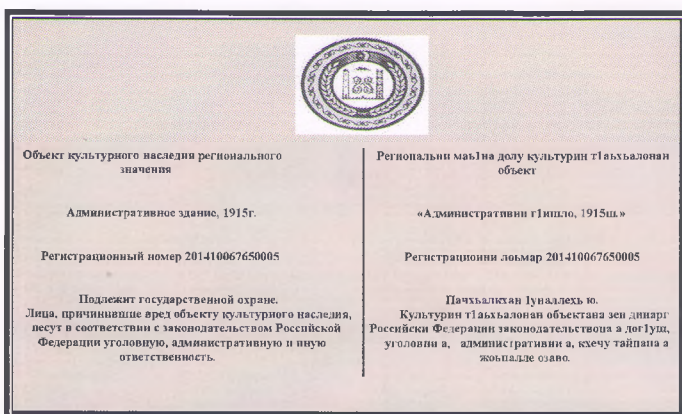 Объект культурного наследия регионального
значения
Административное здание, 1915г.
Регистрационный номер 201410067650005
Подлежит государственной охране.
Лица, причинившие вред объекту культурного наследия,
несут в соответствии с законодательством Российской
Федерации уголовную, административную и иную
ответственность.
Региональни маь1на долу культурин т1аьхьалонан
объект
«Административни г1ишло, 1915ш.»
Регистрационни лоьмар 201410067650005
Пачхьалкхан 1уналлехь ю.
Культурин т1аьхьалонан объектана зен динарг
Российски Федерации законодательствоца а дог1уш,
уголовни а, административни а, кхечу тайпана а
жоьпалле озаво.